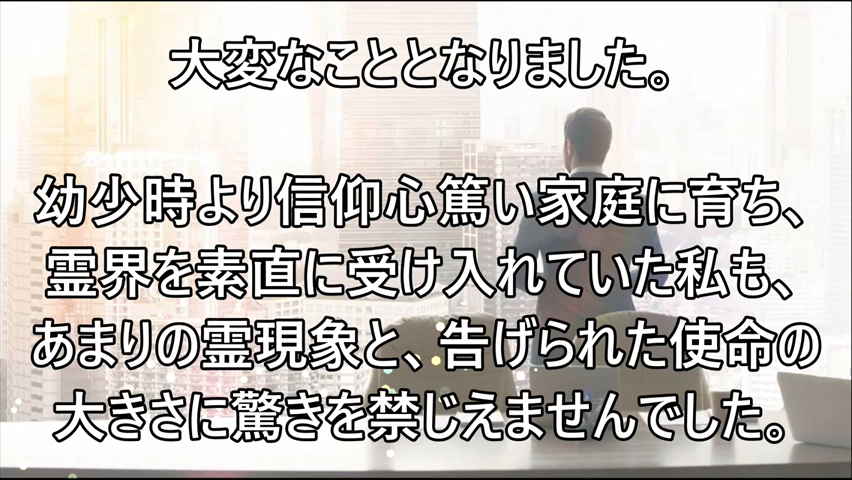 大変なこととなりました。
幼少時より信仰心篤い家庭に育ち、
霊界を素直に受け入れていた私も、
あまりの霊現象と、告げられた使命の
大きさに驚きを禁じえませんでした。